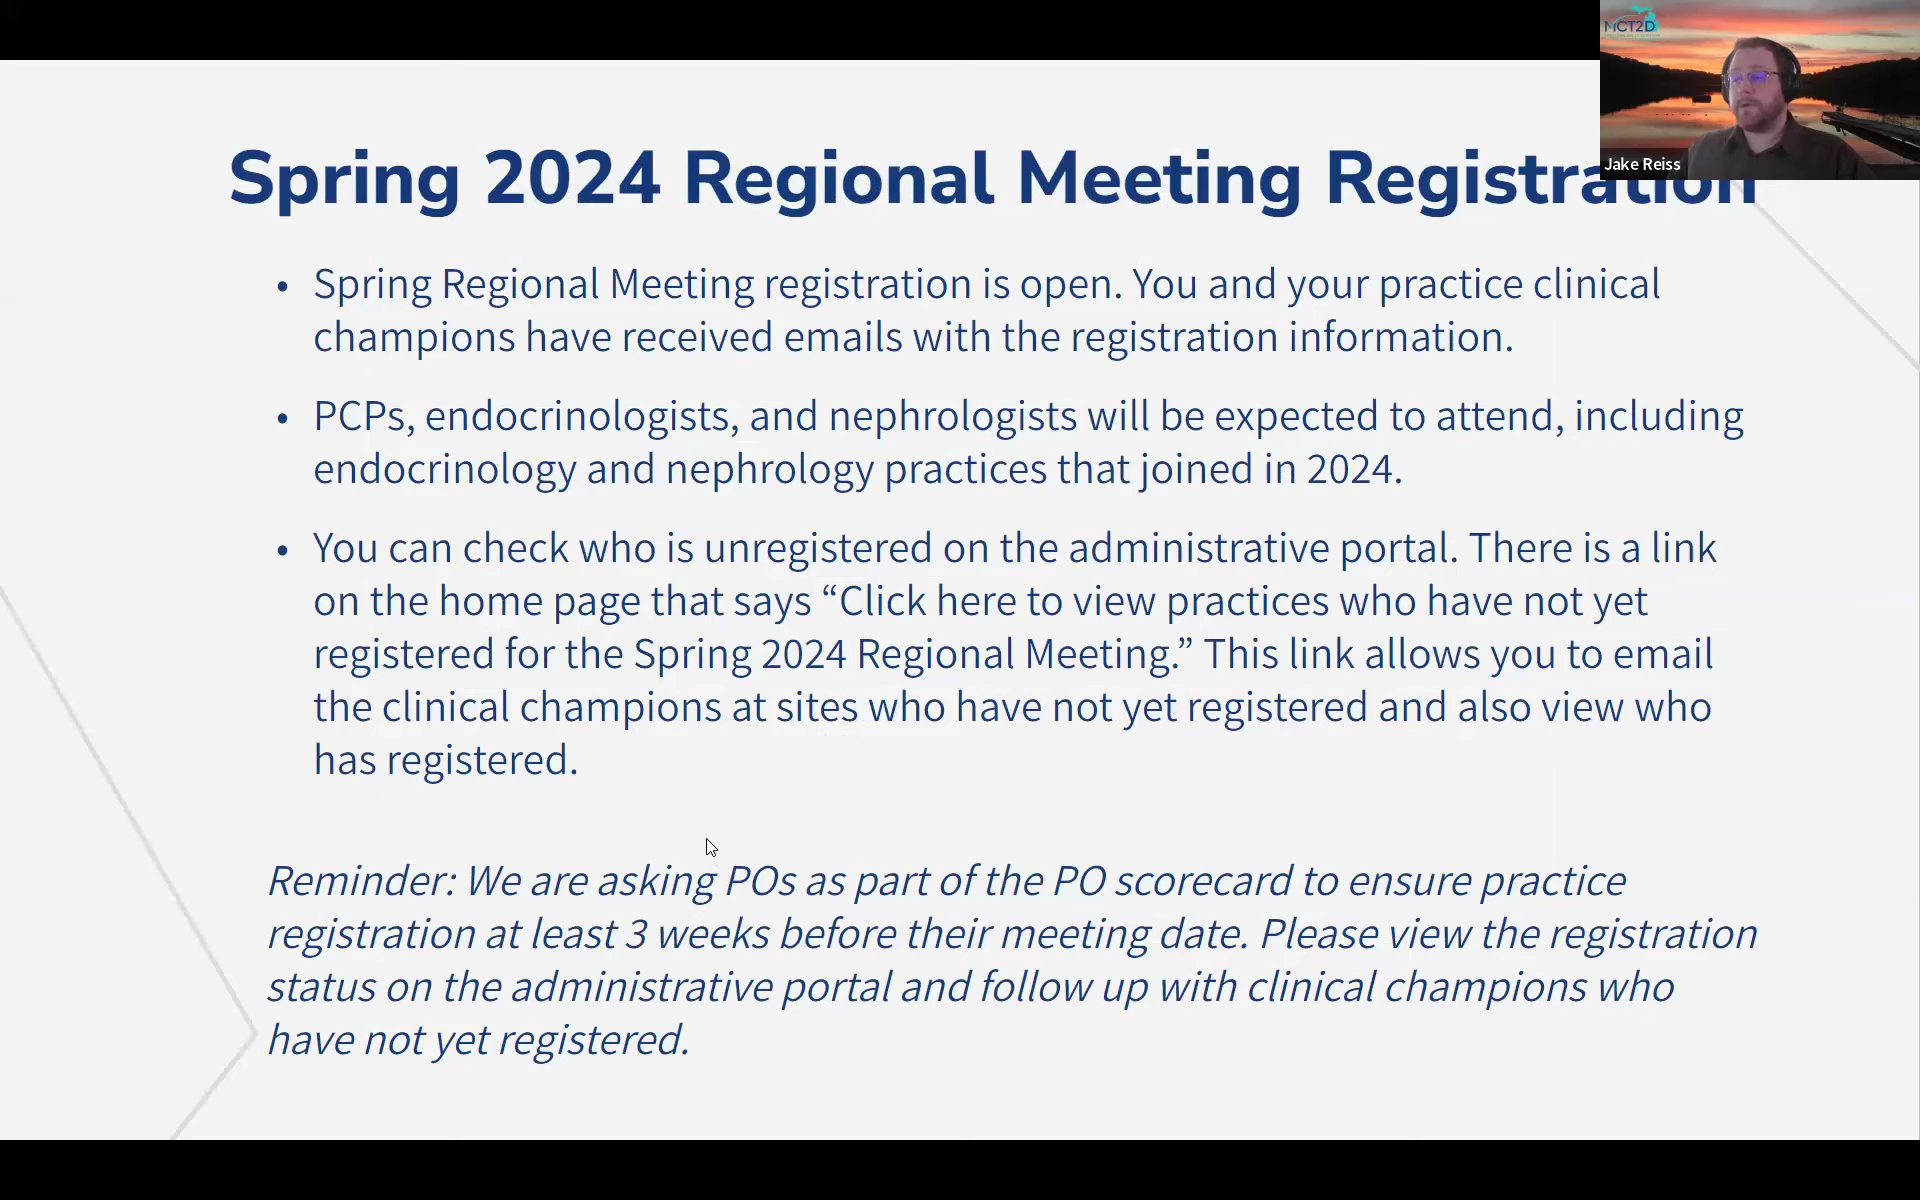 MCT2D
Jake Reiss
Spring 2024 Regional Meeting Registration
• Spring Regional Meeting registration is open. You and your practice clinical
champions have received emails with the registration information.
• PCPs, endocrinologists, and nephrologists will be expected to attend, including
endocrinology and nephrology practices that joined in 2024.
• You can check who is unregistered on the administrative portal. There is a link
on the home page that says “Click here to view practices who have not yet
registered for the Spring 2024 Regional Meeting.” This link allows you to email
the clinical champions at sites who have not yet registered and also view who
has registered.
Reminder: We are asking POs as part of the PO scorecard to ensure practice
registration at least 3 weeks before their meeting date. Please view the registration
status on the administrative portal and follow up with clinical champions who
have not yet registered.